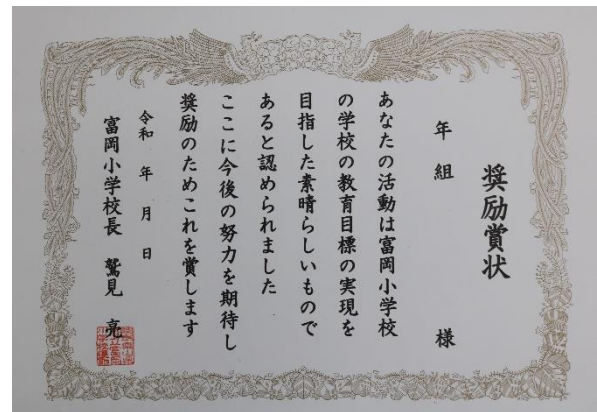 奨励賞状
年 組 様
あなたの活動は富岡小学校
の学校の教育目標の実現を
目指した素晴らしいもので
あると認められました
ここに今後の努力を期待し
奨励のためこれを賞します
令和 年 月 日
富岡小学校長 鷲見 亮